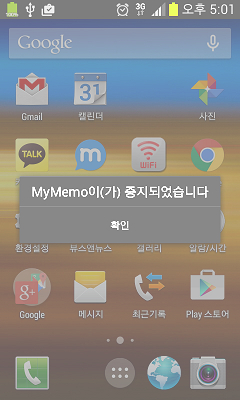 3G
오후 5:01
Google
31
Gmail
캘린더
사진
TALK
WiFi
MyMemo이(가) 중지되었습니다
확인
환경설정
뮤스앤뉴스
갤러리
알람/시간
g+
Google
메시지
최근기록
Play 스토어